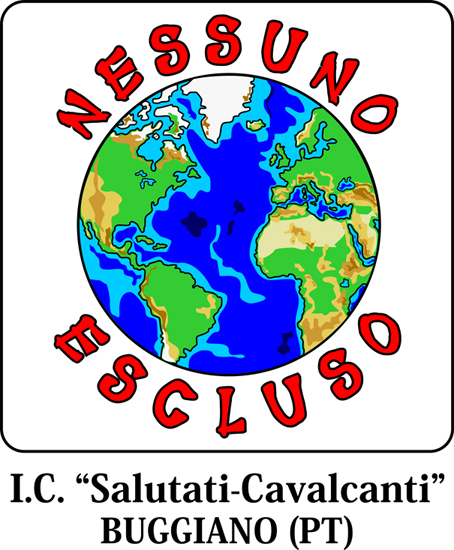 NESSUNO
ESCLUSO
I.C. “Salutati-Cavalcanti”
BUGGIANO (PT)